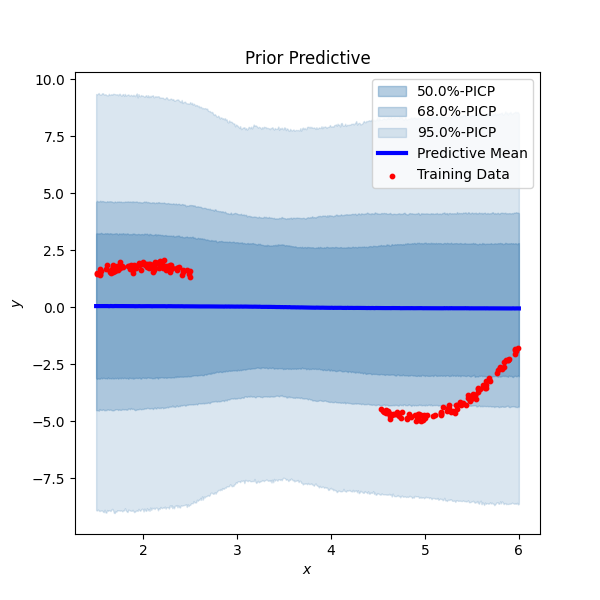 Prior Predictive
10.0
7.5
5.0
2.5
0.0
−2.5
−5.0
−7.5
y
50.0%-PICP
68.0%-PICP
95.0%-PICP
Predictive Mean
Training Data
2 3 4 5 6
x